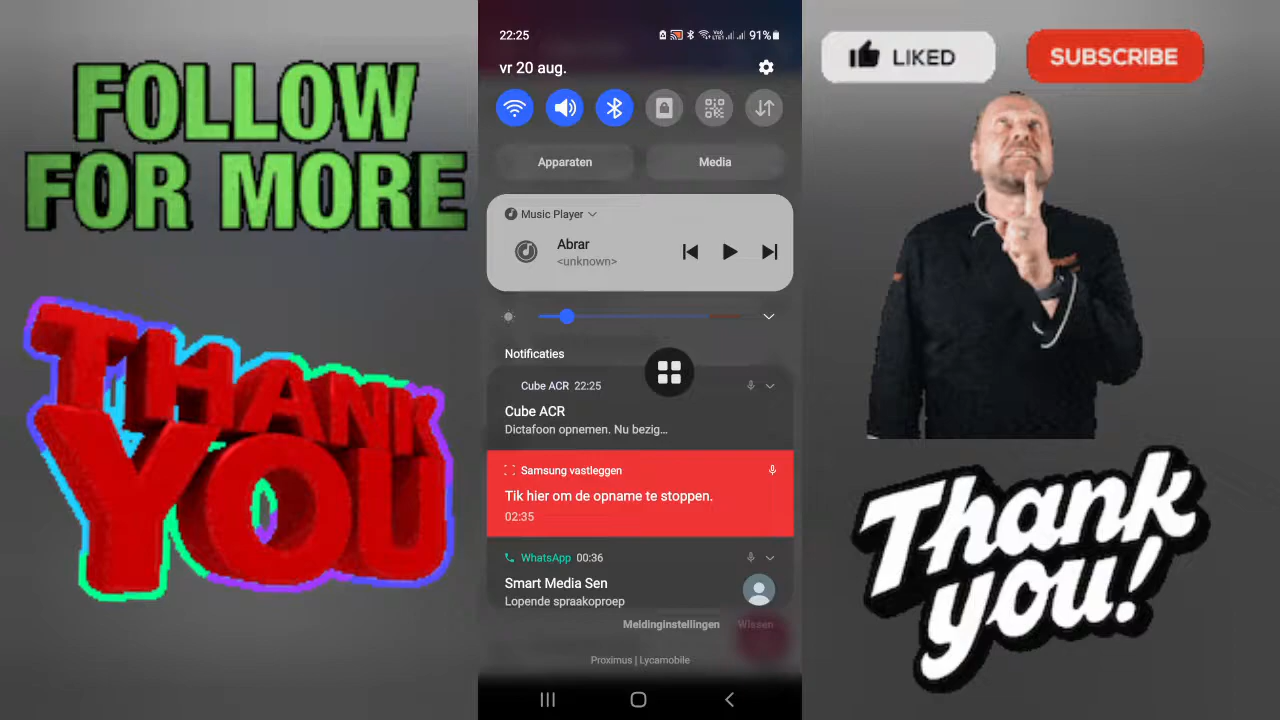 FOLLOW
FOR MORE
THANK
YOU
22:25
91%
vr 20 aug.
Apparaten
Media
Music Player
Abrar
<unknown>
Notificaties
Cube ACR 22:25
Cube ACR
Dictafoon opnemen. Nu bezig...
Samsung vastleggen
Tik hier om de opname te stoppen.
02:35
WhatsApp 00:36
Smart Media Sen
Lopende spraakoproep
Meldinginstellingen
Wissen
Proximus | Lycamobile
LIKED
SUBSCRIBE
Thank
you!